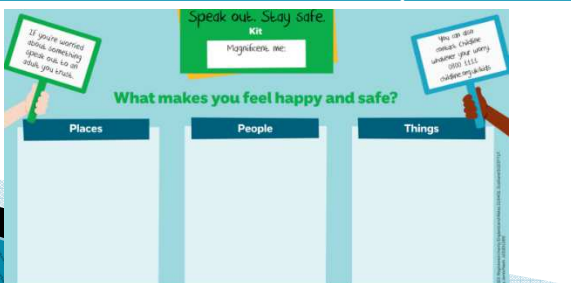 Speak out. Stay safe.
Kit
Magnificent me:
If you're worried
about something
speak out to an
adult you trust.
You can also
contact Childline
whatever your worry.
0800 1111
childline.org.uk/kids
What makes you feel happy and safe?
Places
People
Things